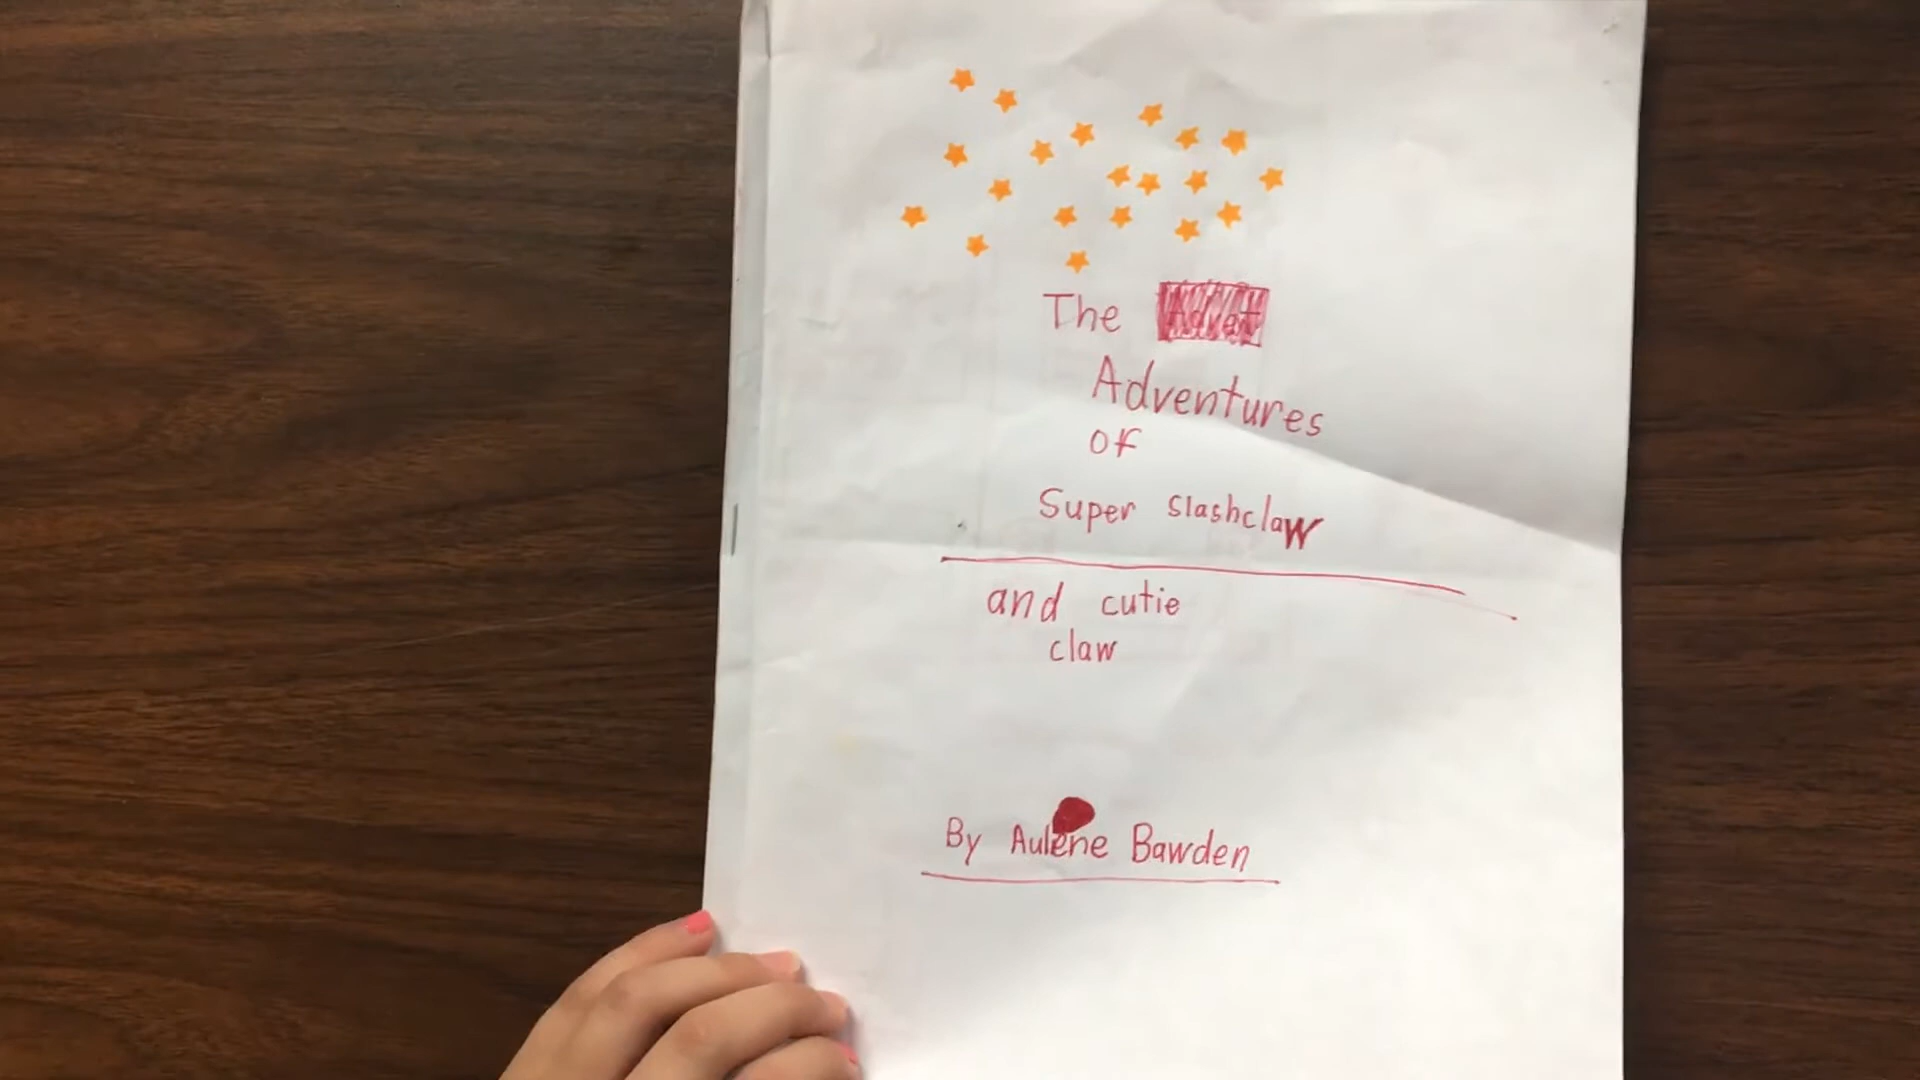 The
Adventures
of
Super slashclaw
and cutie
claw
By Aulene Bawden